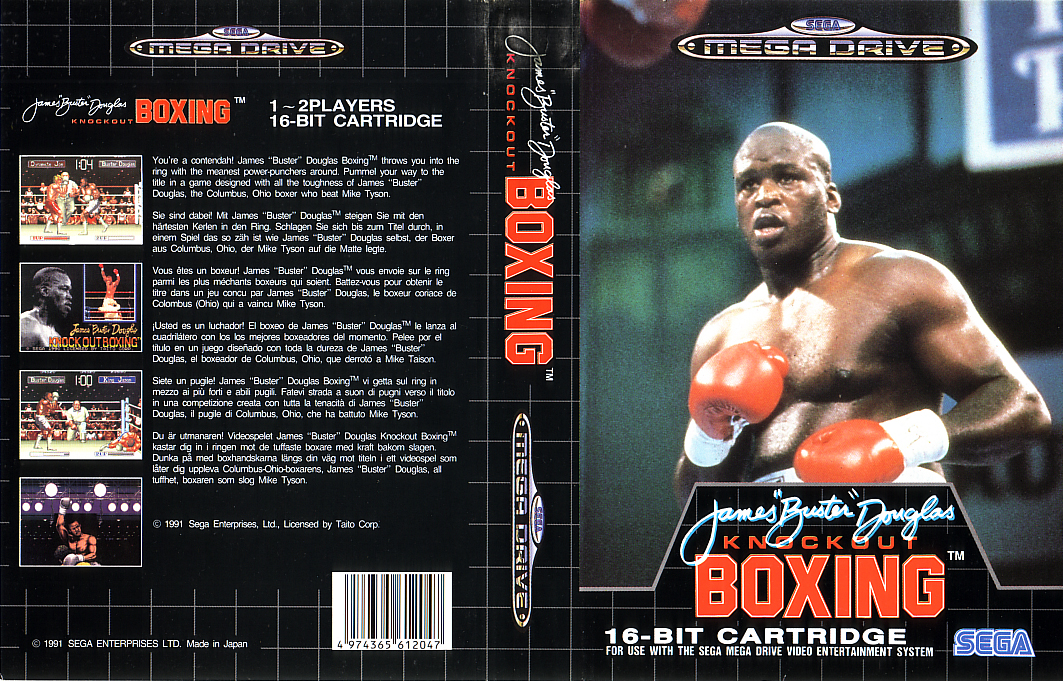 SEGA
MEGA DRIVE
James "Buster" Douglas
KNOCKOUT
BOXING™
1~2PLAYERS
16-BIT CARTRIDGE
1:04
Buster Douglas
You're a contendah! James "Buster" Douglas Boxing™ throws you into the
ring with the meanest power-punchers around. Pummel your way to the
title in a game designed with all the toughness of James "Buster"
Douglas, the Columbus, Ohio boxer who beat Mike Tyson.
Sie sind dabei! Mit James "Buster" Douglas™ steigen Sie mit den
härtesten Kerlen in den Ring. Schlagen Sie sich bis zum Titel durch, in
einem Spiel das so zäh ist wie James "Buster" Douglas selbst, der Boxer
aus Columbus, Ohio, der Mike Tyson auf die Matte legte.
James Buster Douglas
KNOCKOUT BOXING™
Vous êtes un boxeur! James "Buster" Douglas™ vous envoie sur le ring
parmi les plus méchants boxeurs qui soient. Battez-vous pour obtenir le
titre dans un jeu conçu par James "Buster" Douglas, le boxeur coriace de
Colombus (Ohio) qui a vaincu Mike Tyson.
¡Usted es un luchador! El boxeo de James "Buster" Douglas™ le lanza al
cuadrilátero con los los mejores boxeadores del momento. Pelee por el
título en un juego diseñado con toda la dureza de James "Buster"
Douglas, el boxeador de Columbus, Ohio, que derrotó a Mike Taison.
Buster Douglas
1:00
King Jason
Siete un pugile! James "Buster" Douglas Boxing™ vi getta sul ring in
mezzo ai più forti e abili pugili. Fatevi strada a suon di pugni verso il titolo
in una competizione creata con tutta la tenacità di James "Buster"
Douglas, il pugile di Columbus, Ohio, che ha battuto Mike Tyson.
Du är utmanaren! Videospelet James "Buster" Douglas Knockout Boxing™
kastar dig in i ringen mot de tuffaste boxare med kraft bakom slagen.
Dunka på med boxhandskarna längs din väg mot titeln i ett videospel som
låter dig uppleva Columbus-Ohio-boxarens, James "Buster" Douglas, all
tuffhet, boxaren som slog Mike Tyson.
© 1991 Sega Enterprises, Ltd., Licensed by Taito Corp.
4 974365 612047
© 1991 SEGA ENTERPRISES LTD. Made in Japan
James "Buster" Douglas
KNOCKOUT
BOXING™
SEGA
MEGA DRIVE
SEGA
MEGA DRIVE
James "Buster" Douglas
KNOCKOUT
BOXING™
16-BIT CARTRIDGE
FOR USE WITH THE SEGA MEGA DRIVE VIDEO ENTERTAINMENT SYSTEM
SEGA